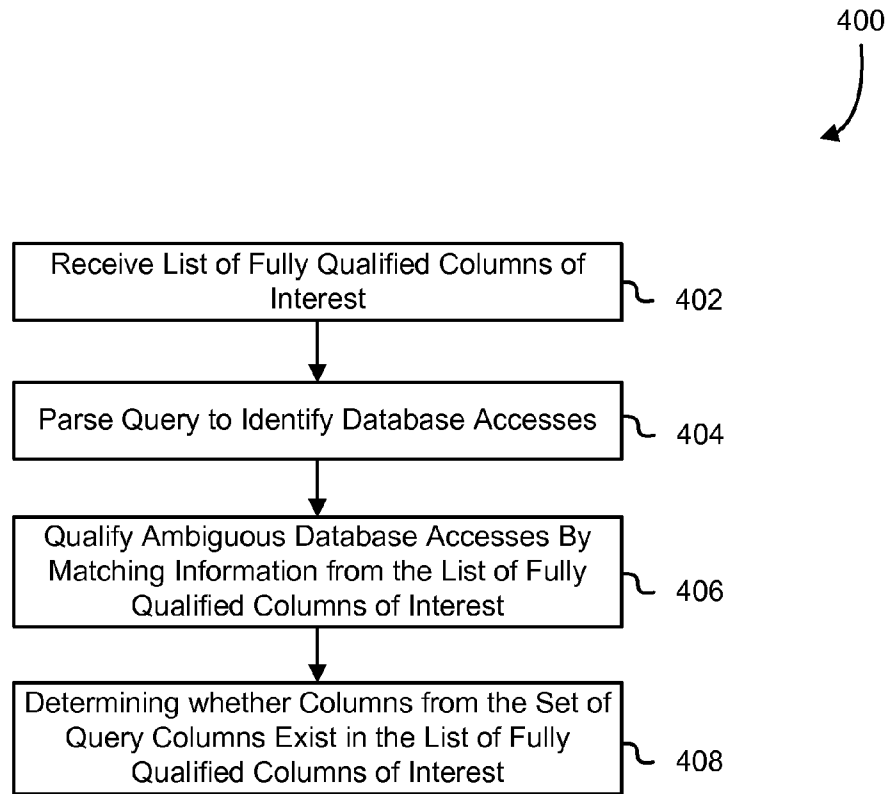 400
Receive List of Fully Qualified Columns of
Interest
402
Parse Query to Identify Database Accesses
404
Qualify Ambiguous Database Accesses By
Matching Information from the List of Fully
Qualified Columns of Interest
406
Determining whether Columns from the Set of
Query Columns Exist in the List of Fully
Qualified Columns of Interest
408